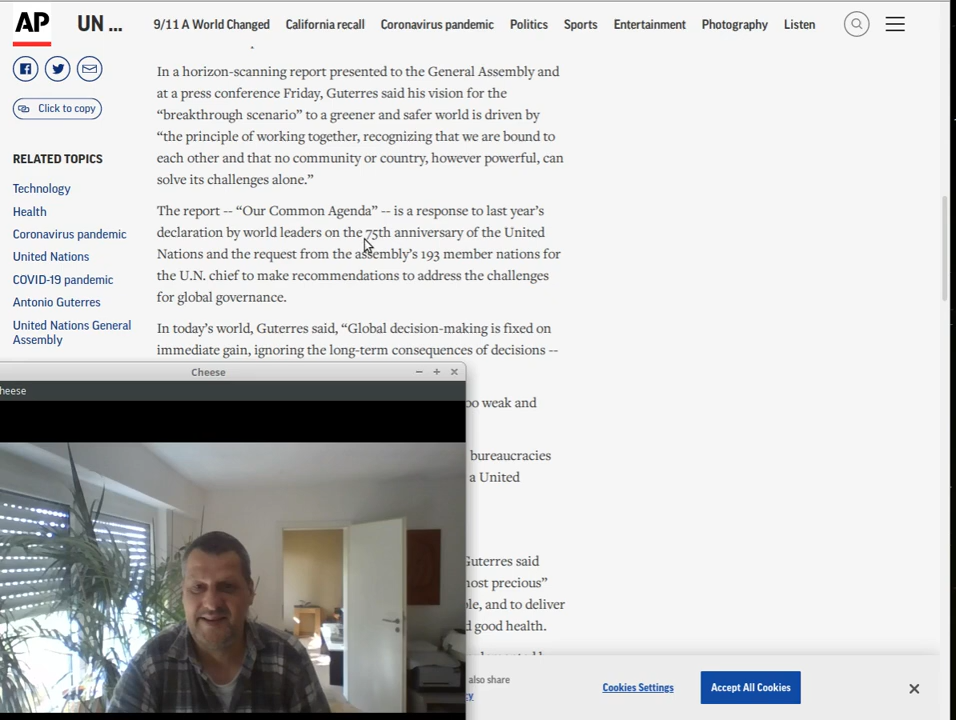 AP
UN ...
9/11 A World Changed
California recall
Coronavirus pandemic
Politics
Sports
Entertainment
Photography
Listen
Click to copy
RELATED TOPICS
Technology
Health
Coronavirus pandemic
United Nations
COVID-19 pandemic
Antonio Guterres
United Nations General
Assembly
In a horizon-scanning report presented to the General Assembly and
at a press conference Friday, Guterres said his vision for the
“breakthrough scenario” to a greener and safer world is driven by
“the principle of working together, recognizing that we are bound to
each other and that no community or country, however powerful, can
solve its challenges alone.”
The report -- “Our Common Agenda” -- is a response to last year’s
declaration by world leaders on the 75th anniversary of the United
Nations and the request from the assembly’s 193 member nations for
the U.N. chief to make recommendations to address the challenges
for global governance.
In today’s world, Guterres said, “Global decision-making is fixed on
immediate gain, ignoring the long-term consequences of decisions --
weak and
bureaucracies
a United
Guterres said
most precious”
and to deliver
good health.
Cheese
heese
also share
Cookies Settings
Accept All Cookies